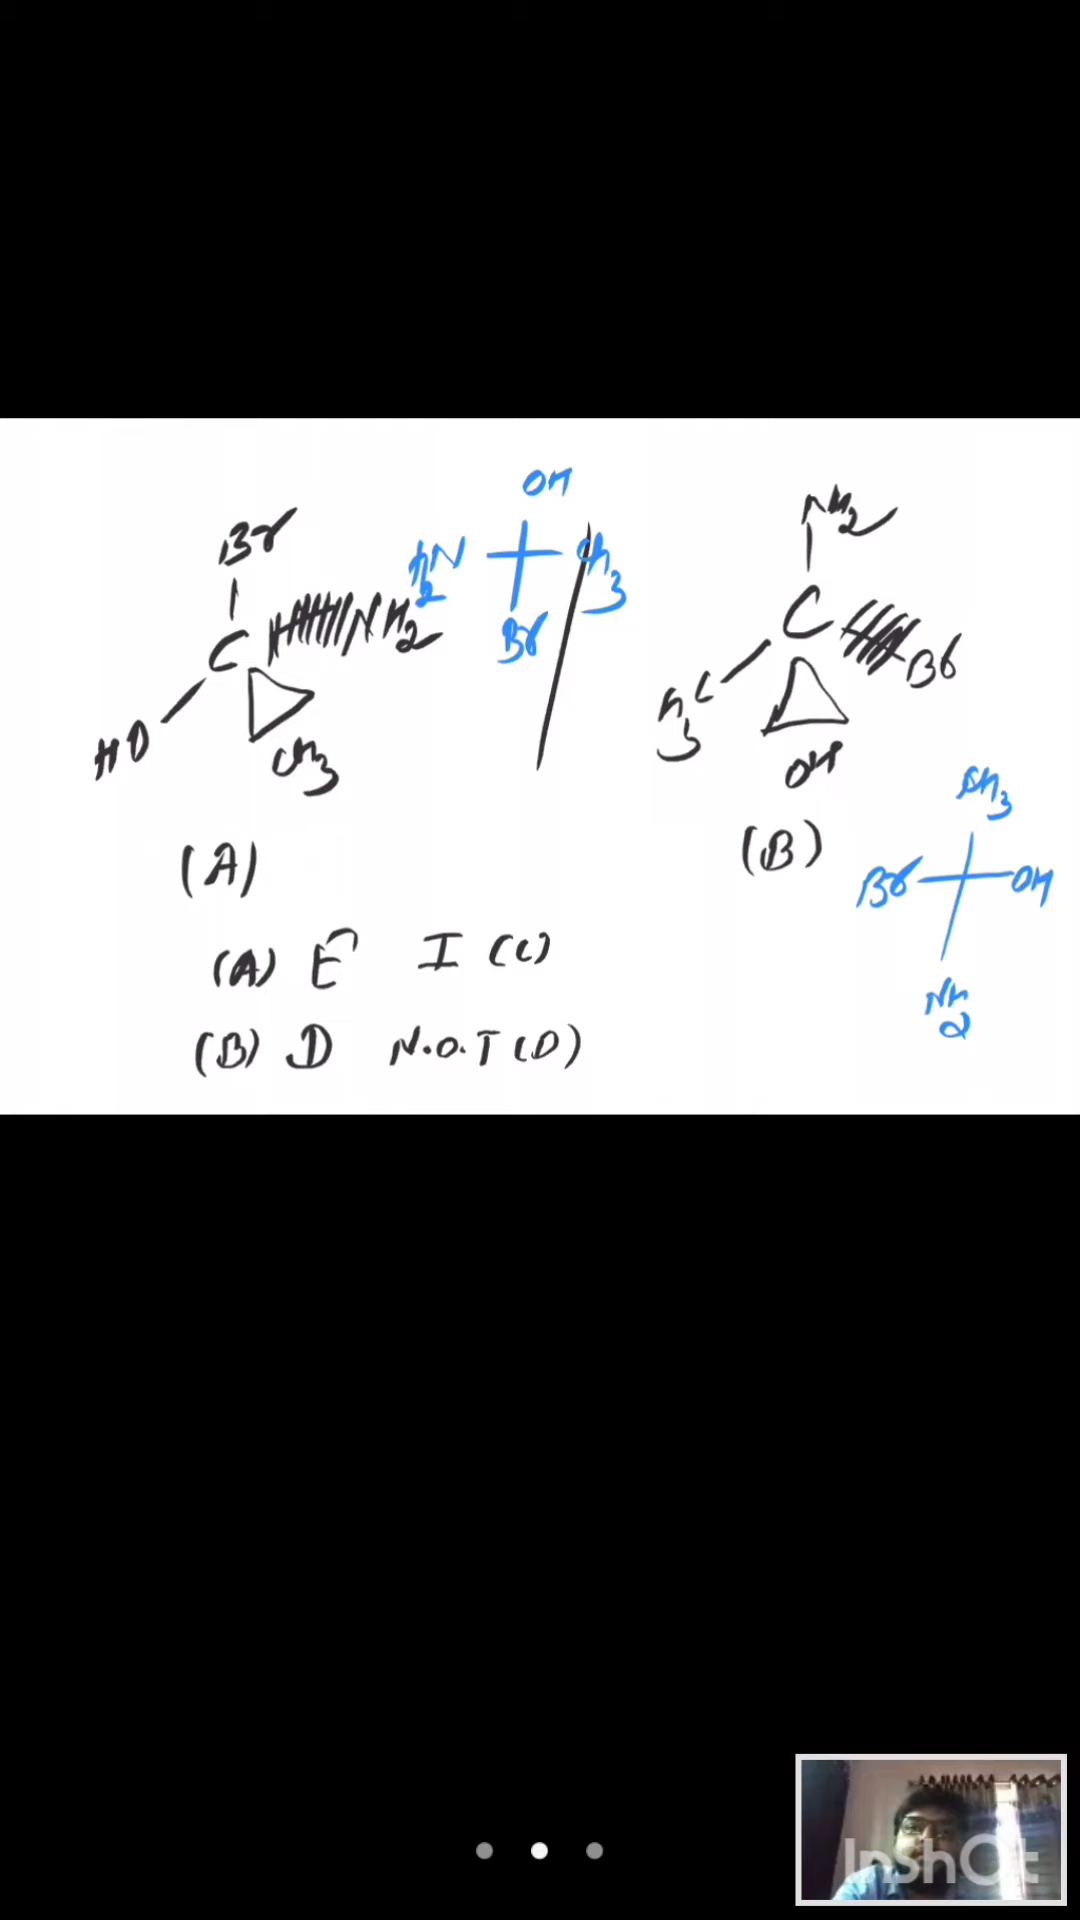 OH
NH2
Br
H2N
CH3
C
NH2
C
Br
Br
H3C
HO
CH3
OH
CH3
(B)
(A)
Br
OH
(A) E I (C)
NH2
(B) D N.O.T (D)
InshOt